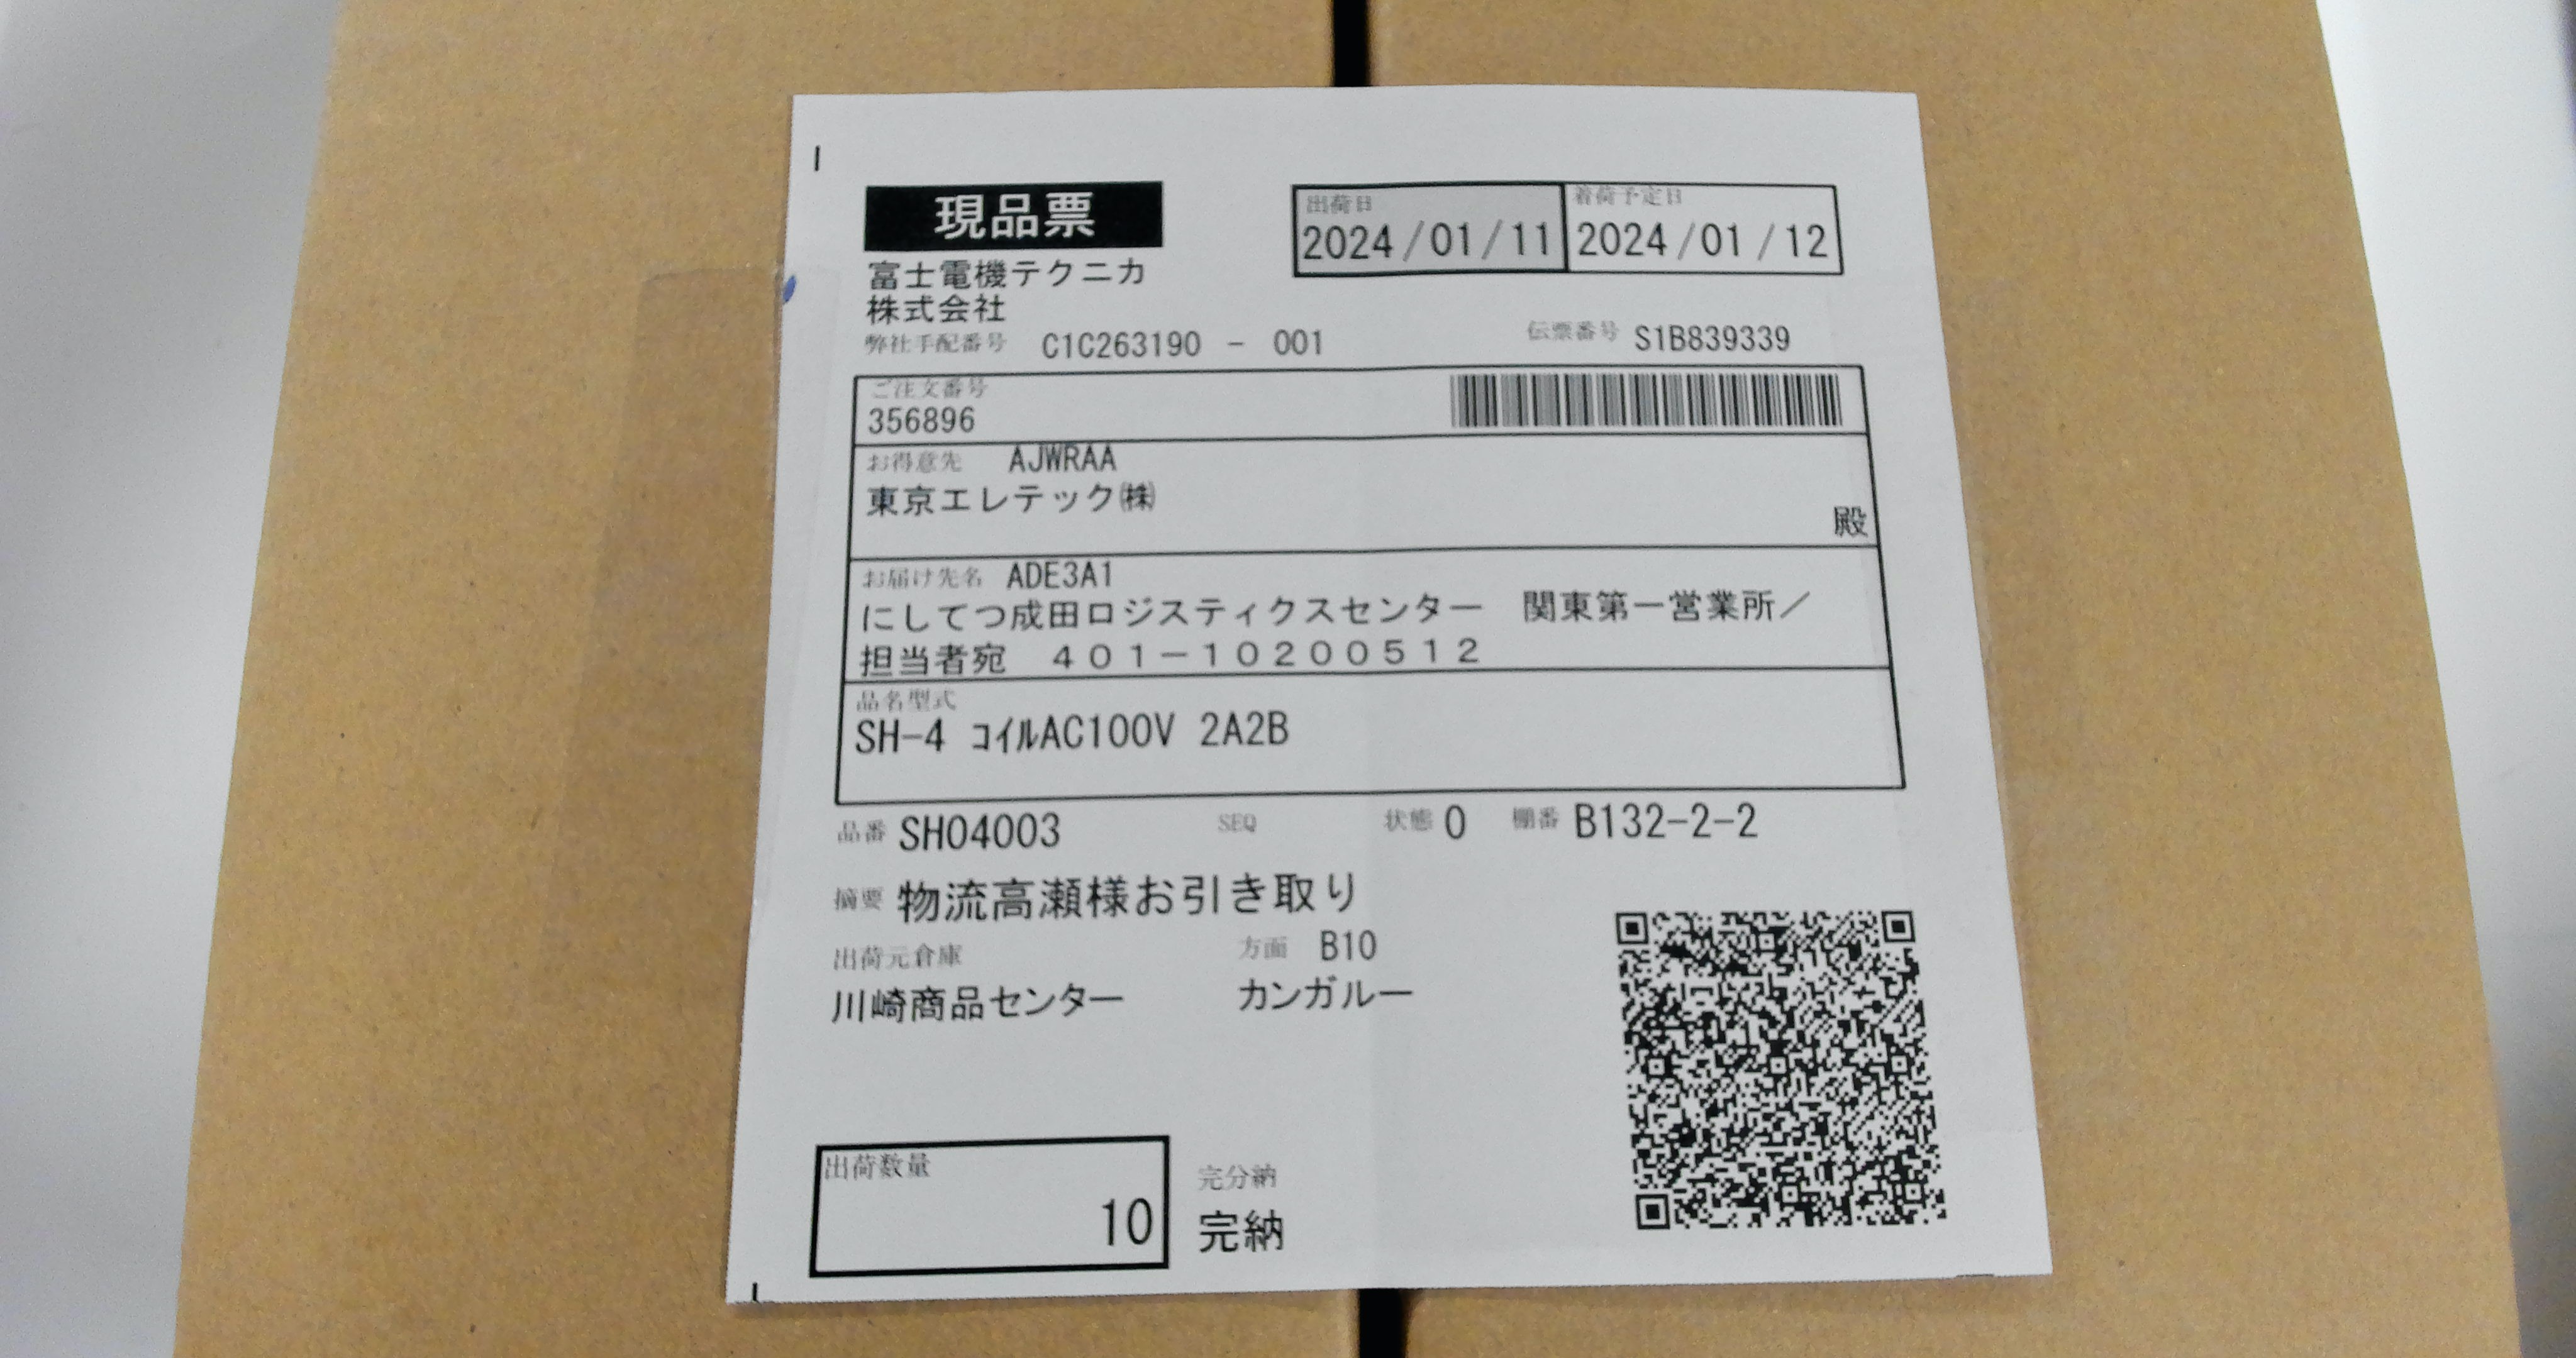 現品票
出荷日
着荷予定日
2024/01/11
2024/01/12
富士電機テクニカ
株式会社
弊社手配番号 C1C263190 - 001
伝票番号 S1B839339
ご注文番号
356896
お得意先 AJWRAA
東京エレテック㈱
殿
お届け先名 ADE3A1
にしてつ成田ロジスティクスセンター 関東第一営業所／
担当者宛 401－10200512
品名型式
SH-4 ｺｲﾙAC100V 2A2B
品番 SH04003 SEQ 状態 0 棚番 B132-2-2
摘要 物流高瀬様お引き取り
出荷元倉庫 方面 B10
川崎商品センター カンガルー
出荷数量 完分納
10 完納